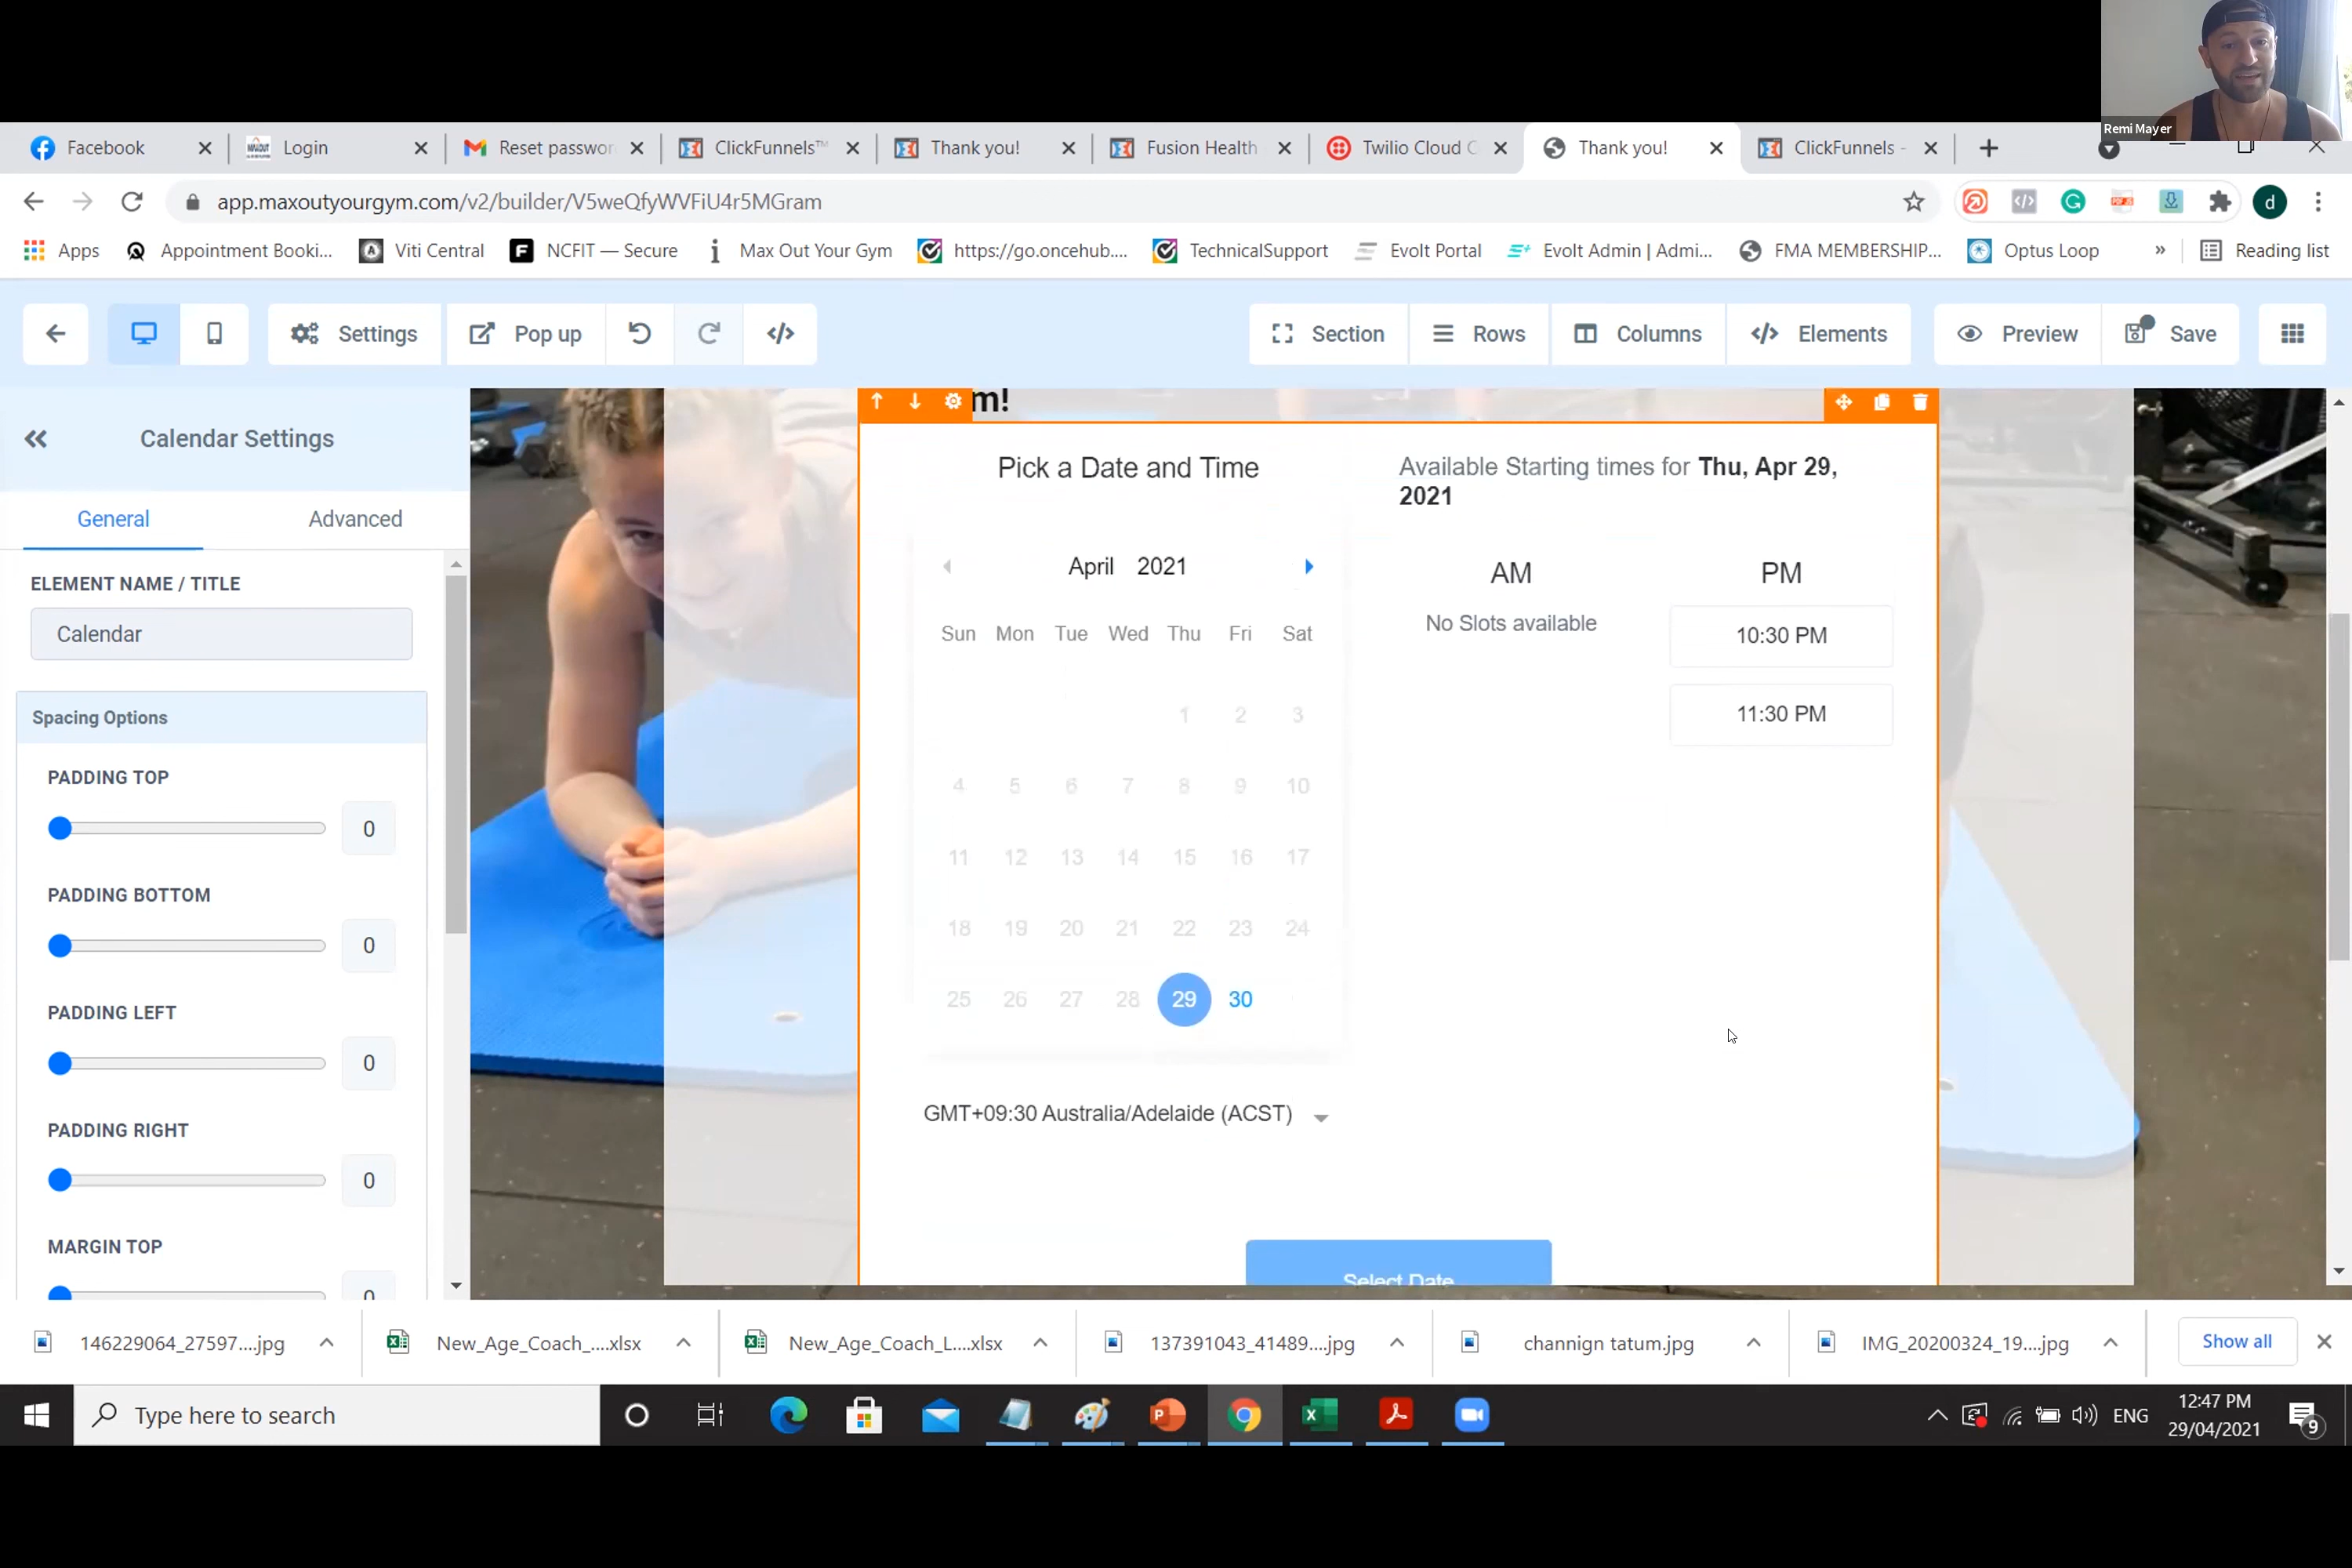 Remi Mayer
Facebook
Login
Reset passwor
ClickFunnels™
Thank you!
Fusion Health
Twilio Cloud C
Thank you!
ClickFunnels -
app.maxoutyourgym.com/v2/builder/V5weQfyWVFiU4r5MGram
d
Apps
Appointment Booki...
Viti Central
NCFIT — Secure
Max Out Your Gym
https://go.oncehub....
TechnicalSupport
Evolt Portal
Evolt Admin | Admi...
FMA MEMBERSHIP...
Optus Loop
»
Reading list
Settings
Pop up
Section
Rows
Columns
Elements
Preview
Save
Calendar Settings
General
Advanced
ELEMENT NAME / TITLE
Calendar
Spacing Options
PADDING TOP
0
PADDING BOTTOM
0
PADDING LEFT
0
PADDING RIGHT
0
MARGIN TOP
0
m!
Pick a Date and Time
April 2021
Sun Mon Tue Wed Thu Fri Sat
1 2 3
4 5 6 7 8 9 10
11 12 13 14 15 16 17
18 19 20 21 22 23 24
25 26 27 28 29 30
GMT+09:30 Australia/Adelaide (ACST)
Available Starting times for Thu, Apr 29,
2021
AM
No Slots available
PM
10:30 PM
11:30 PM
Select Date
146229064_27597....jpg
New_Age_Coach_....xlsx
New_Age_Coach_L....xlsx
137391043_41489....jpg
channign tatum.jpg
IMG_20200324_19....jpg
Show all
Type here to search
ENG
12:47 PM
29/04/2021
9